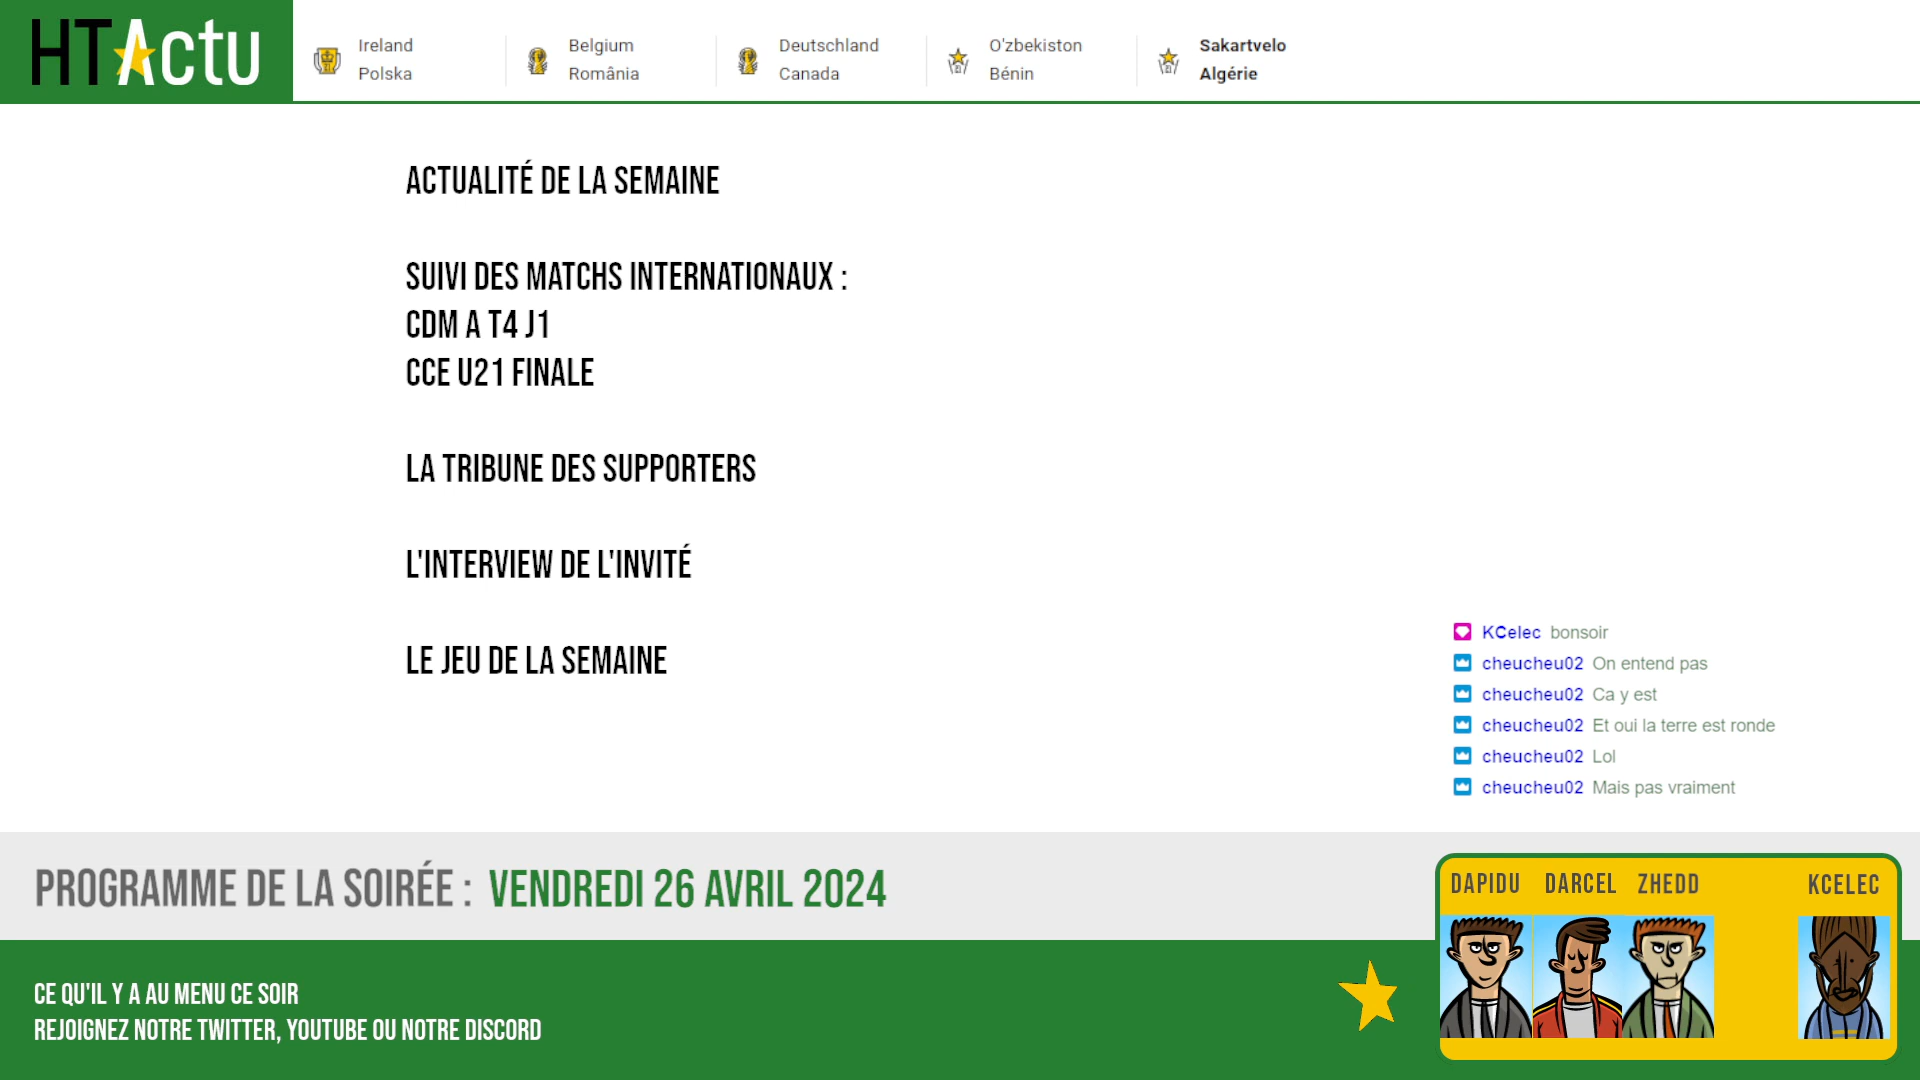 HTActu
Ireland
Polska
Belgium
România
Deutschland
Canada
O'zbekiston
Bénin
Sakartvelo
Algérie
ACTUALITÉ DE LA SEMAINE
SUIVI DES MATCHS INTERNATIONAUX :
CDM A T4 J1
CCE U21 FINALE
LA TRIBUNE DES SUPPORTERS
L'INTERVIEW DE L'INVITÉ
LE JEU DE LA SEMAINE
KCelec bonsoir
cheucheu02 On entend pas
cheucheu02 Ca y est
cheucheu02 Et oui la terre est ronde
cheucheu02 Lol
cheucheu02 Mais pas vraiment
PROGRAMME DE LA SOIRÉE : VENDREDI 26 AVRIL 2024
DAPIDU DARCEL ZHEDD KCELEC
CE QU'IL Y A AU MENU CE SOIR
REJOIGNEZ NOTRE TWITTER, YOUTUBE OU NOTRE DISCORD